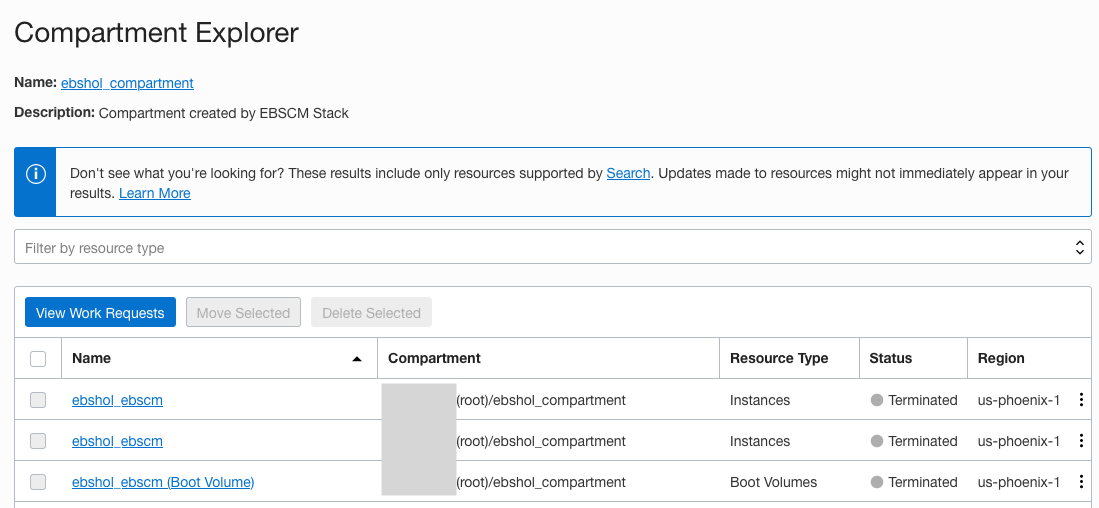 Compartment Explorer
Name: ebshol_compartment
Description: Compartment created by EBSCM Stack
Don't see what you're looking for? These results include only resources supported by Search. Updates made to resources might not immediately appear in your
results. Learn More
Filter by resource type
View Work Requests Move Selected Delete Selected
Name Compartment Resource Type Status Region
ebshol_ebscm (root)/ebshol_compartment Instances Terminated us-phoenix-1
ebshol_ebscm (root)/ebshol_compartment Instances Terminated us-phoenix-1
ebshol_ebscm (Boot Volume) (root)/ebshol_compartment Boot Volumes Terminated us-phoenix-1